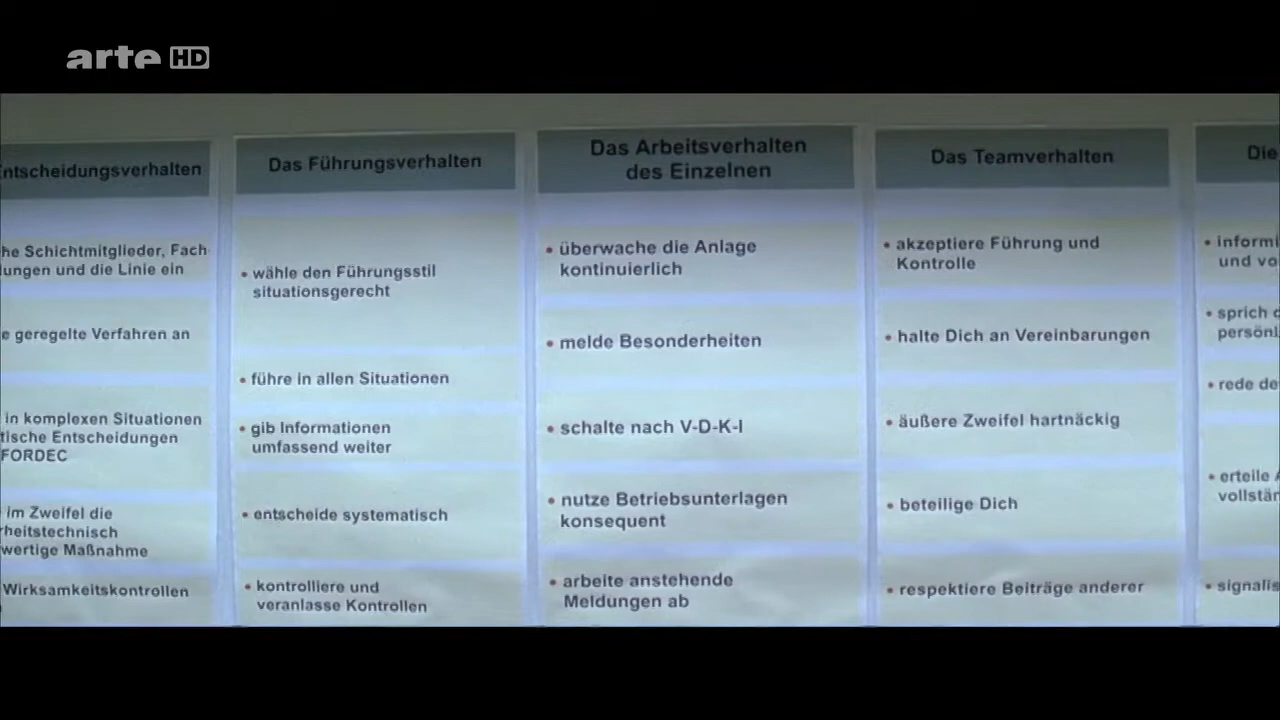 arte HD
ntscheidungsverhalten
he Schichtmitglieder, Fach
ungen und die Linie ein
e geregelte Verfahren an
in komplexen Situationen
tische Entscheidungen
FORDEC
im Zweifel die
heitstechnisch
wertige Maßnahme
Wirksamkeitskontrollen
Das Führungsverhalten
• wähle den Führungsstil
situationsgerecht
• führe in allen Situationen
• gib Informationen
umfassend weiter
• entscheide systematisch
• kontrolliere und
veranlasse Kontrollen
Das Arbeitsverhalten
des Einzelnen
• überwache die Anlage
kontinuierlich
• melde Besonderheiten
• schalte nach V-D-K-I
• nutze Betriebsunterlagen
konsequent
• arbeite anstehende
Meldungen ab
Das Teamverhalten
• akzeptiere Führung und
Kontrolle
• halte Dich an Vereinbarungen
• äußere Zweifel hartnäckig
• beteilige Dich
• respektiere Beiträge anderer
Die
• informi
und vo
• sprich
persönl
• rede de
• erteile
vollstän
• signalis